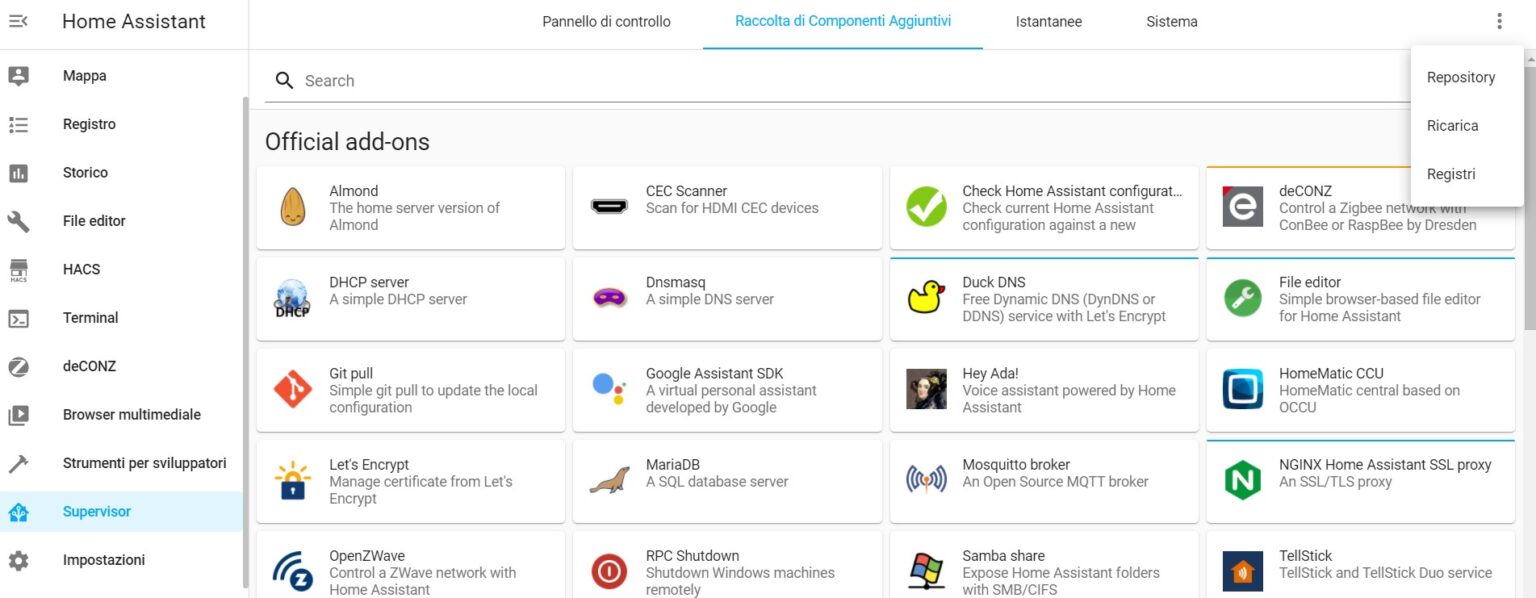 Home Assistant
Pannello di controllo
Raccolta di Componenti Aggiuntivi
Istantanee
Sistema
Mappa
Registro
Storico
File editor
HACS
HACS
Terminal
deCONZ
Browser multimediale
Strumenti per sviluppatori
Supervisor
Impostazioni
Search
Repository
Ricarica
Registri
Official add-ons
Almond
The home server version of
Almond
CEC Scanner
Scan for HDMI CEC devices
Check Home Assistant configurat...
Check current Home Assistant
configuration against a new
e
deCONZ
Control a Zigbee network with
ConBee or RaspBee by Dresden
DHCP
DHCP server
A simple DHCP server
Dnsmasq
A simple DNS server
Duck DNS
Free Dynamic DNS (DynDNS or
DDNS) service with Let's Encrypt
File editor
Simple browser-based file editor
for Home Assistant
Git pull
Simple git pull to update the local
configuration
Google Assistant SDK
A virtual personal assistant
developed by Google
Hey Ada!
Voice assistant powered by Home
Assistant
HomeMatic CCU
HomeMatic central based on
OCCU
Let's Encrypt
Manage certificate from Let's
Encrypt
MariaDB
A SQL database server
Mosquitto broker
An Open Source MQTT broker
N
NGINX Home Assistant SSL proxy
An SSL/TLS proxy
Z
OpenZWave
Control a ZWave network with
Home Assistant
RPC Shutdown
Shutdown Windows machines
remotely
Samba share
Expose Home Assistant folders
with SMB/CIFS
TellStick
TellStick and TellStick Duo service